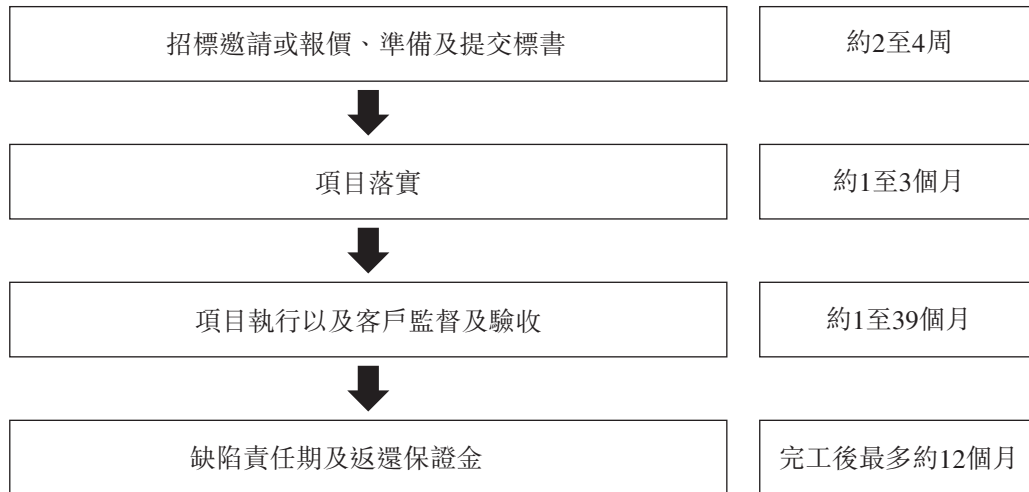 招標邀請或報價、準備及提交標書
約2至4周
項目落實
約1至3個月
項目執行以及客戶監督及驗收
約1至39個月
缺陷責任期及返還保證金
完工後最多約12個月